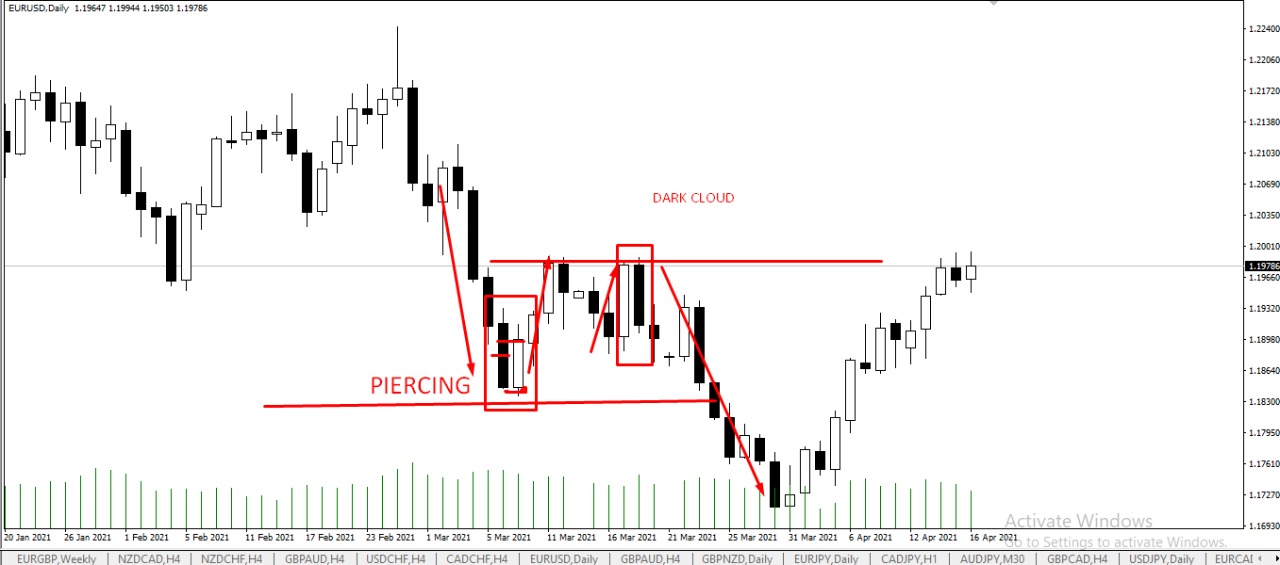 EURUSD,Daily 1.19647 1.19944 1.19503 1.19786
1.22400
1.22060
1.21720
1.21380
1.21030
1.20690
DARK CLOUD
1.20350
1.20010
1.19786
1.19660
1.19320
1.18980
1.18640
PIERCING
1.18300
1.17950
1.17610
1.17270
1.16930
Activate Windows
Go to Settings to activate Windows.
20 Jan 2021 26 Jan 2021 1 Feb 2021 5 Feb 2021 11 Feb 2021 17 Feb 2021 23 Feb 2021 1 Mar 2021 5 Mar 2021 11 Mar 2021 16 Mar 2021 21 Mar 2021 25 Mar 2021 31 Mar 2021 6 Apr 2021 12 Apr 2021 16 Apr 2021
EURGBP,Weekly NZDCAD,H4 NZDCHF,H4 GBPAUD,H4 USDCHF,H4 CADCHF,H4 EURUSD,Daily GBPAUD,H4 GBPNZD,Daily EURJPY,Daily CADJPY,H1 AUDJPY,M30 GBPCAD,H4 USDJPY,Daily EURCAI